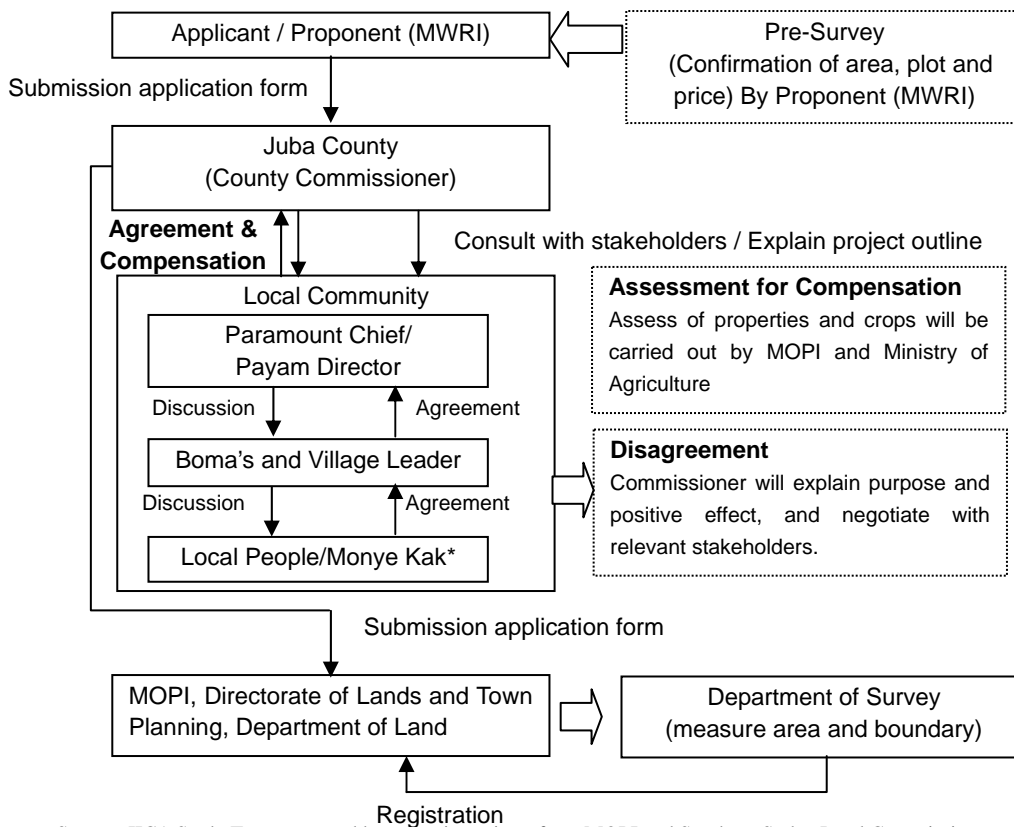 Applicant / Proponent (MWRI)
Pre-Survey
(Confirmation of area, plot and
price) By Proponent (MWRI)
Submission application form
Juba County
(County Commissioner)
Agreement &
Compensation
Consult with stakeholders / Explain project outline
Local Community
Paramount Chief/
Payam Director
Discussion
Agreement
Boma's and Village Leader
Discussion
Agreement
Local People/Monye Kak*
Assessment for Compensation
Assess of properties and crops will be
carried out by MOPI and Ministry of
Agriculture
Disagreement
Commissioner will explain purpose and
positive effect, and negotiate with
relevant stakeholders.
Submission application form
MOPI, Directorate of Lands and Town
Planning, Department of Land
Department of Survey
(measure area and boundary)
Registration